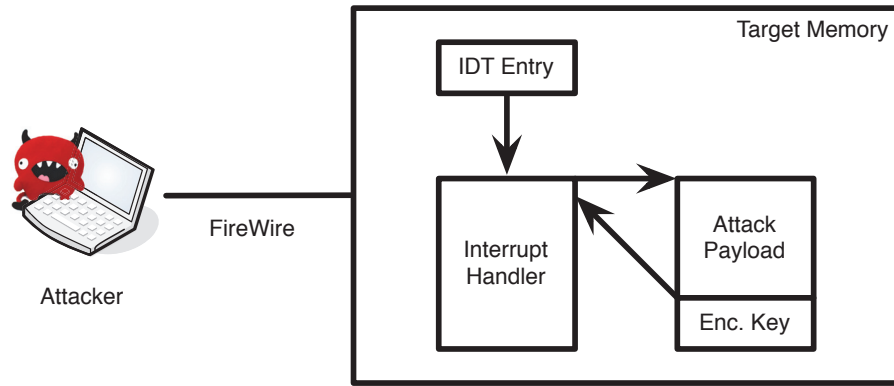 Target Memory
IDT Entry
FireWire
Attacker
Interrupt
Handler
Attack
Payload
Enc. Key